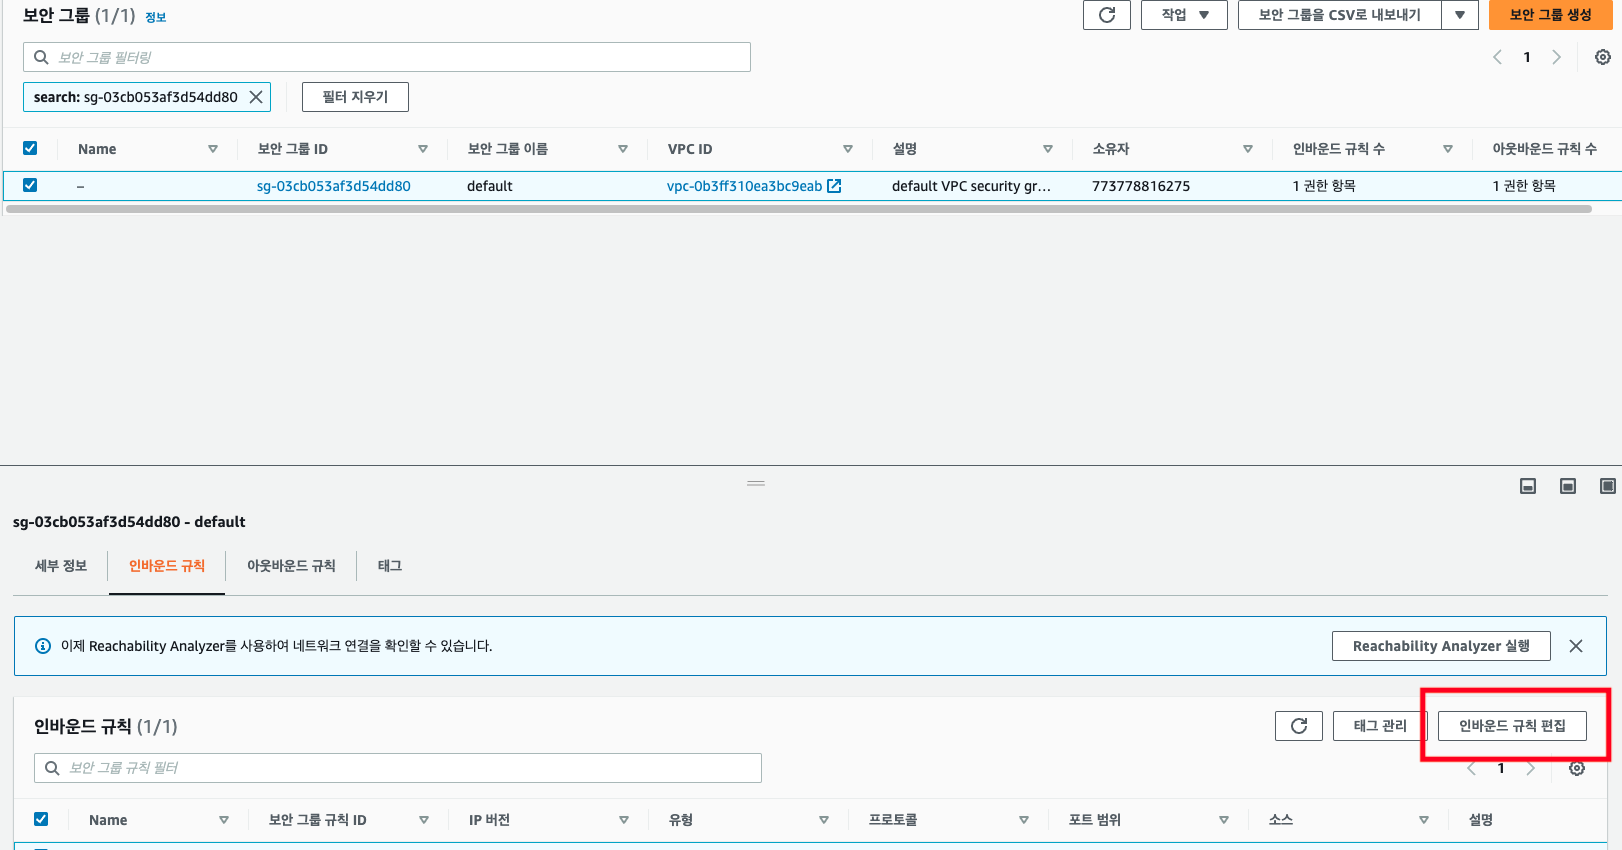 보안 그룹 (1/1) 정보
작업
보안 그룹을 CSV로 내보내기
보안 그룹 생성
보안 그룹 필터링
1
search: sg-03cb053af3d54dd80
필터 지우기
Name 보안 그룹 ID 보안 그룹 이름 VPC ID 설명 소유자 인바운드 규칙 수 아웃바운드 규칙 수
– sg-03cb053af3d54dd80 default vpc-0b3ff310ea3bc9eab default VPC security gr... 773778816275 1 권한 항목 1 권한 항목
sg-03cb053af3d54dd80 - default
세부 정보 인바운드 규칙 아웃바운드 규칙 태그
이제 Reachability Analyzer를 사용하여 네트워크 연결을 확인할 수 있습니다.
Reachability Analyzer 실행
인바운드 규칙 (1/1)
태그 관리
인바운드 규칙 편집
보안 그룹 규칙 필터
1
Name 보안 그룹 규칙 ID IP 버전 유형 프로토콜 포트 범위 소스 설명